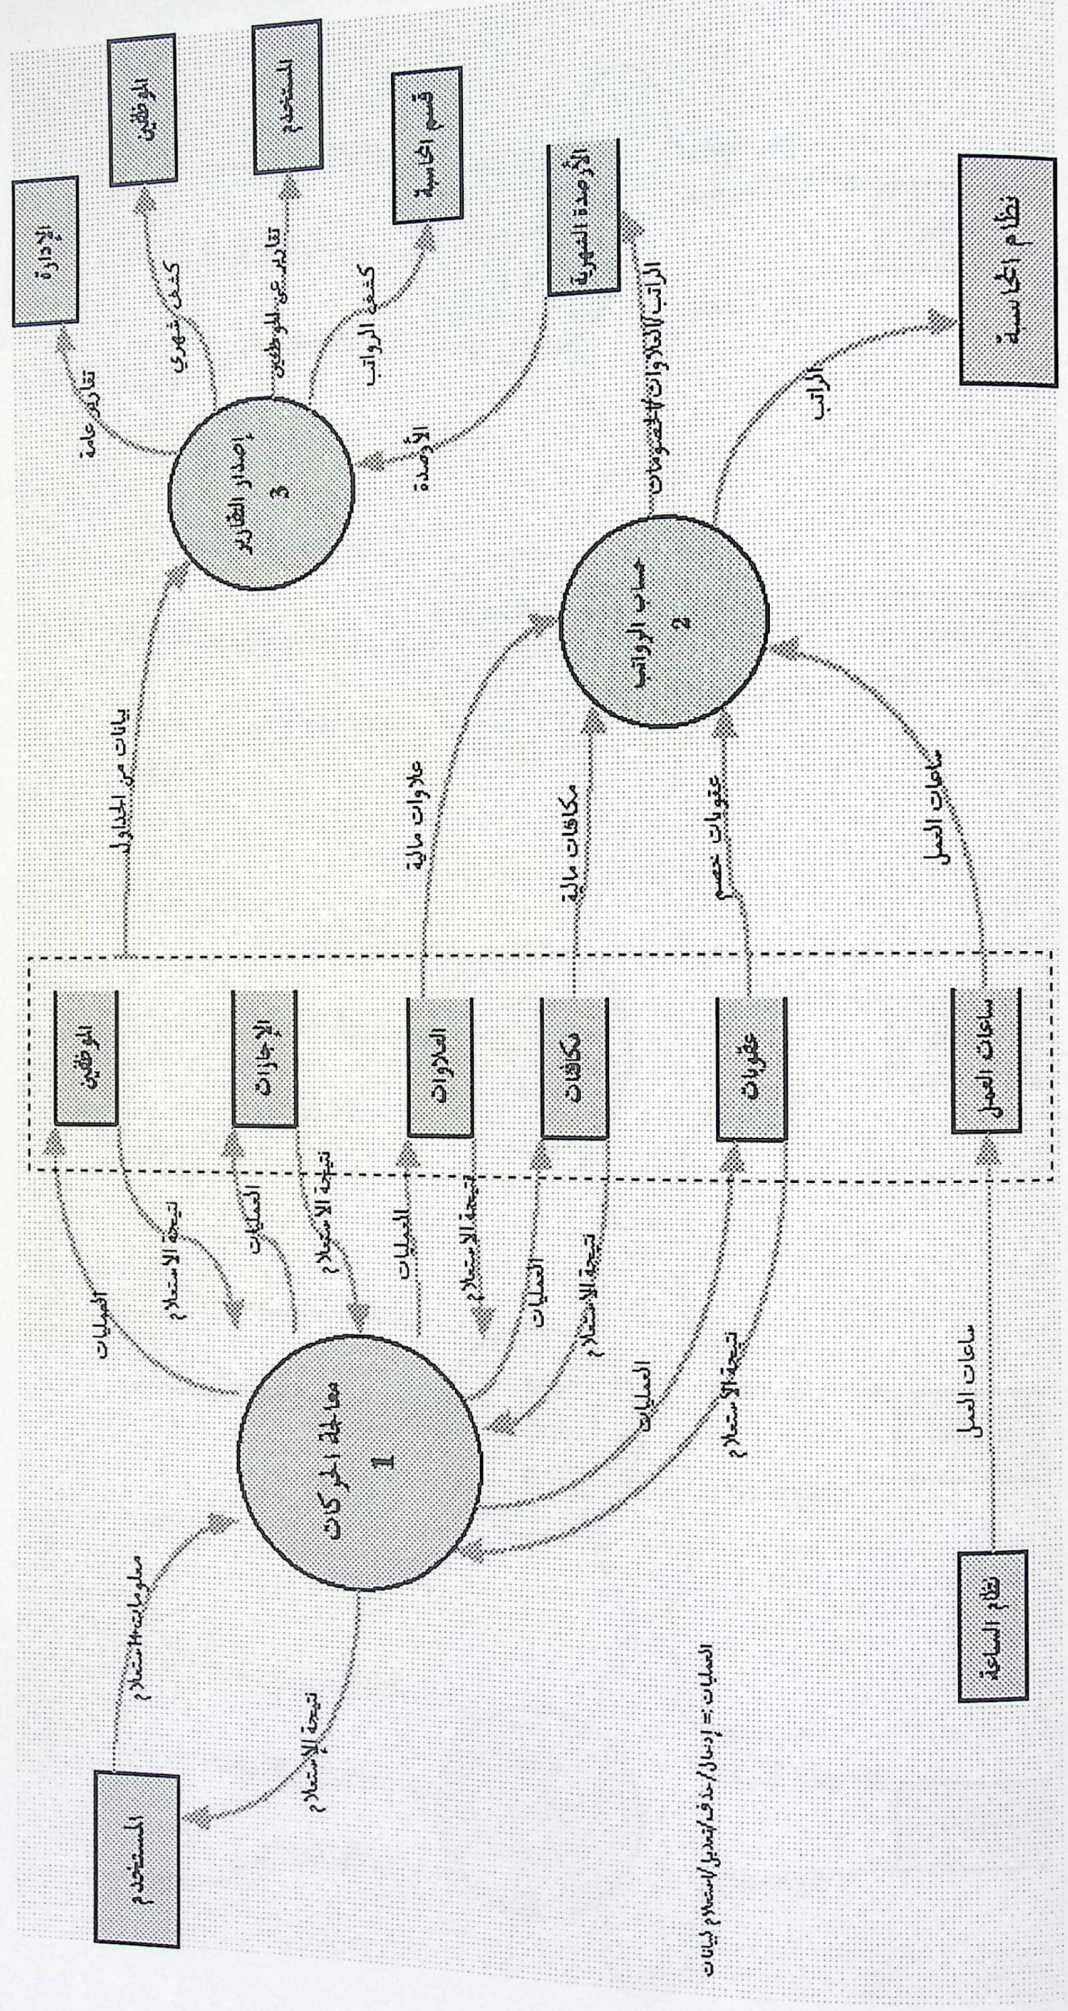 المستخدم
معلومات+استعلام
نتيجة الإستعلام
معالجة الحركات
1
العمليات
نتيجة الاستعلام
العمليات
نتيجة الاستعلام
العمليات
نتيجة الاستعلام
العمليات
نتيجة الاستعلام
العمليات
نتيجة الاستعلام
الموظفين
الإجازات
العلاوات
مكافئات
عقوبات
ساعات العمل
نظام الساعة
ساعات العمل
بيانات من الجداول
علاوات مالية
مكافئات مالية
عقوبات خصم
ساعات العمل
إصدار التقارير
3
حساب الرواتب
2
تقارير عامة
كشف شهري
تقارير عن الموظفين
كشف الرواتب
الأرصدة
الراتب/العلاوات/الخصومات
الراتب
الإدارة
الموظفين
المستخدم
قسم المحاسبة
الأرصدة الشهرية
نظام المحاسبة
العمليات := إدخال/حذف/تعديل/استعلام لبيانات